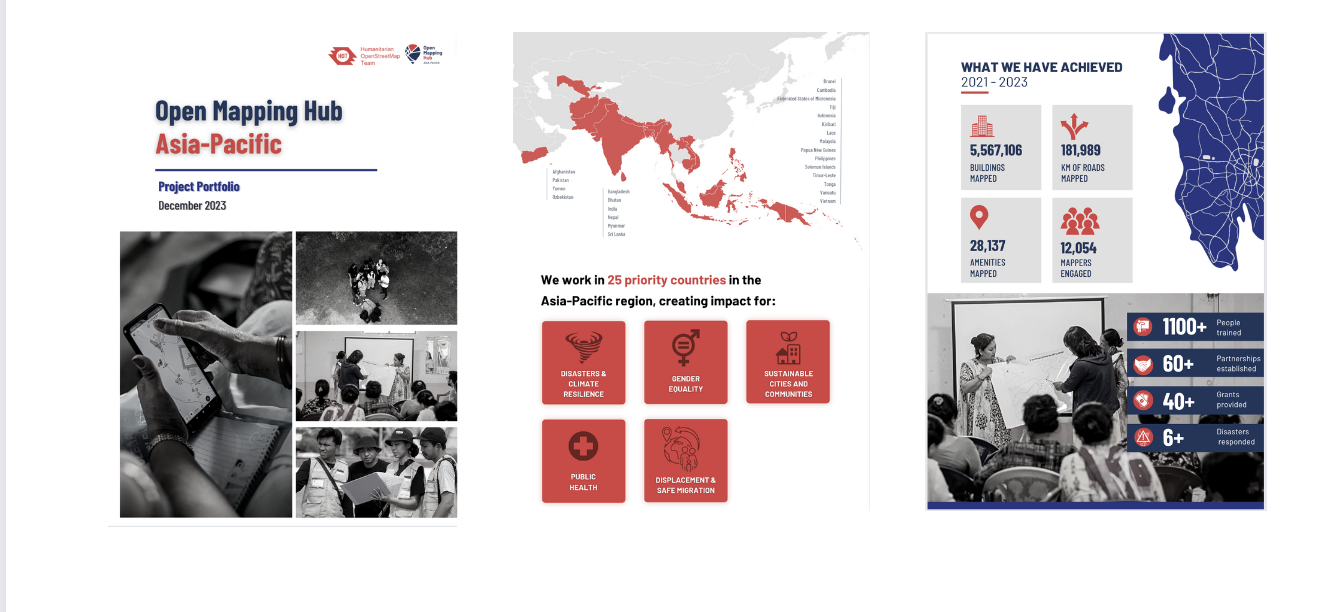 Humanitarian
OpenStreetMap
Team
HOT
Open
Mapping
Hub
ASIA-PACIFIC
Open Mapping Hub
Asia-Pacific
Project Portfolio
December 2023
Afghanistan
Pakistan
Yemen
Uzbekistan
Bangladesh
Bhutan
India
Nepal
Myanmar
Sri Lanka
Brunei
Cambodia
Federated States of Micronesia
Fiji
Indonesia
Kiribati
Laos
Malaysia
Papua New Guinea
Philippines
Solomon Islands
Timor-Leste
Tonga
Vanuatu
Vietnam
We work in 25 priority countries in the
Asia-Pacific region, creating impact for:
DISASTERS &
CLIMATE
RESILIENCE
GENDER
EQUALITY
SUSTAINABLE
CITIES AND
COMMUNITIES
PUBLIC
HEALTH
DISPLACEMENT &
SAFE MIGRATION
WHAT WE HAVE ACHIEVED
2021 - 2023
5,567,106
BUILDINGS
MAPPED
181,989
KM OF ROADS
MAPPED
28,137
AMENITIES
MAPPED
12,054
MAPPERS
ENGAGED
1100+
People
trained
60+
Partnerships
established
40+
Grants
provided
6+
Disasters
responded